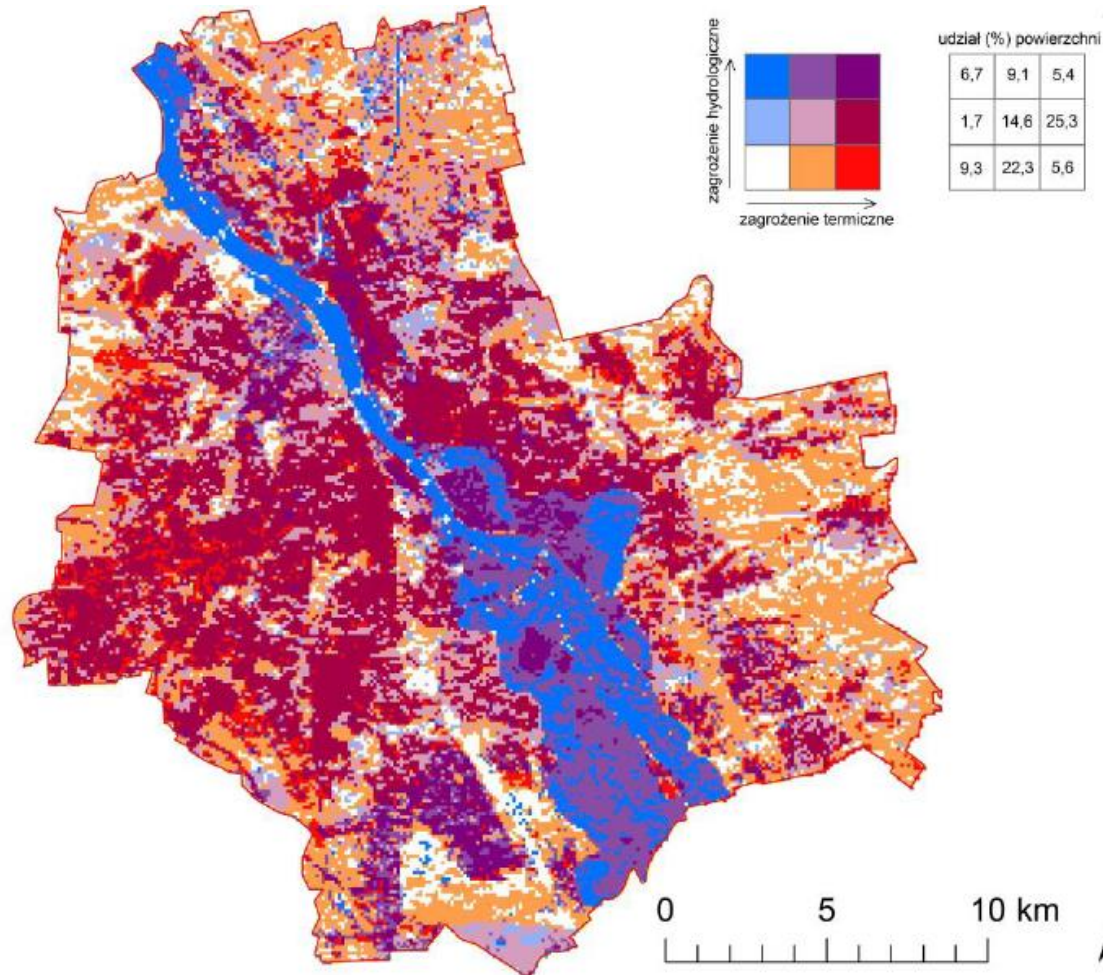 udział (%) powierzchni
zagrożenie hydrologiczne
6,7 9,1 5,4
1,7 14,6 25,3
9,3 22,3 5,6
zagrożenie termiczne
0 5 10 km